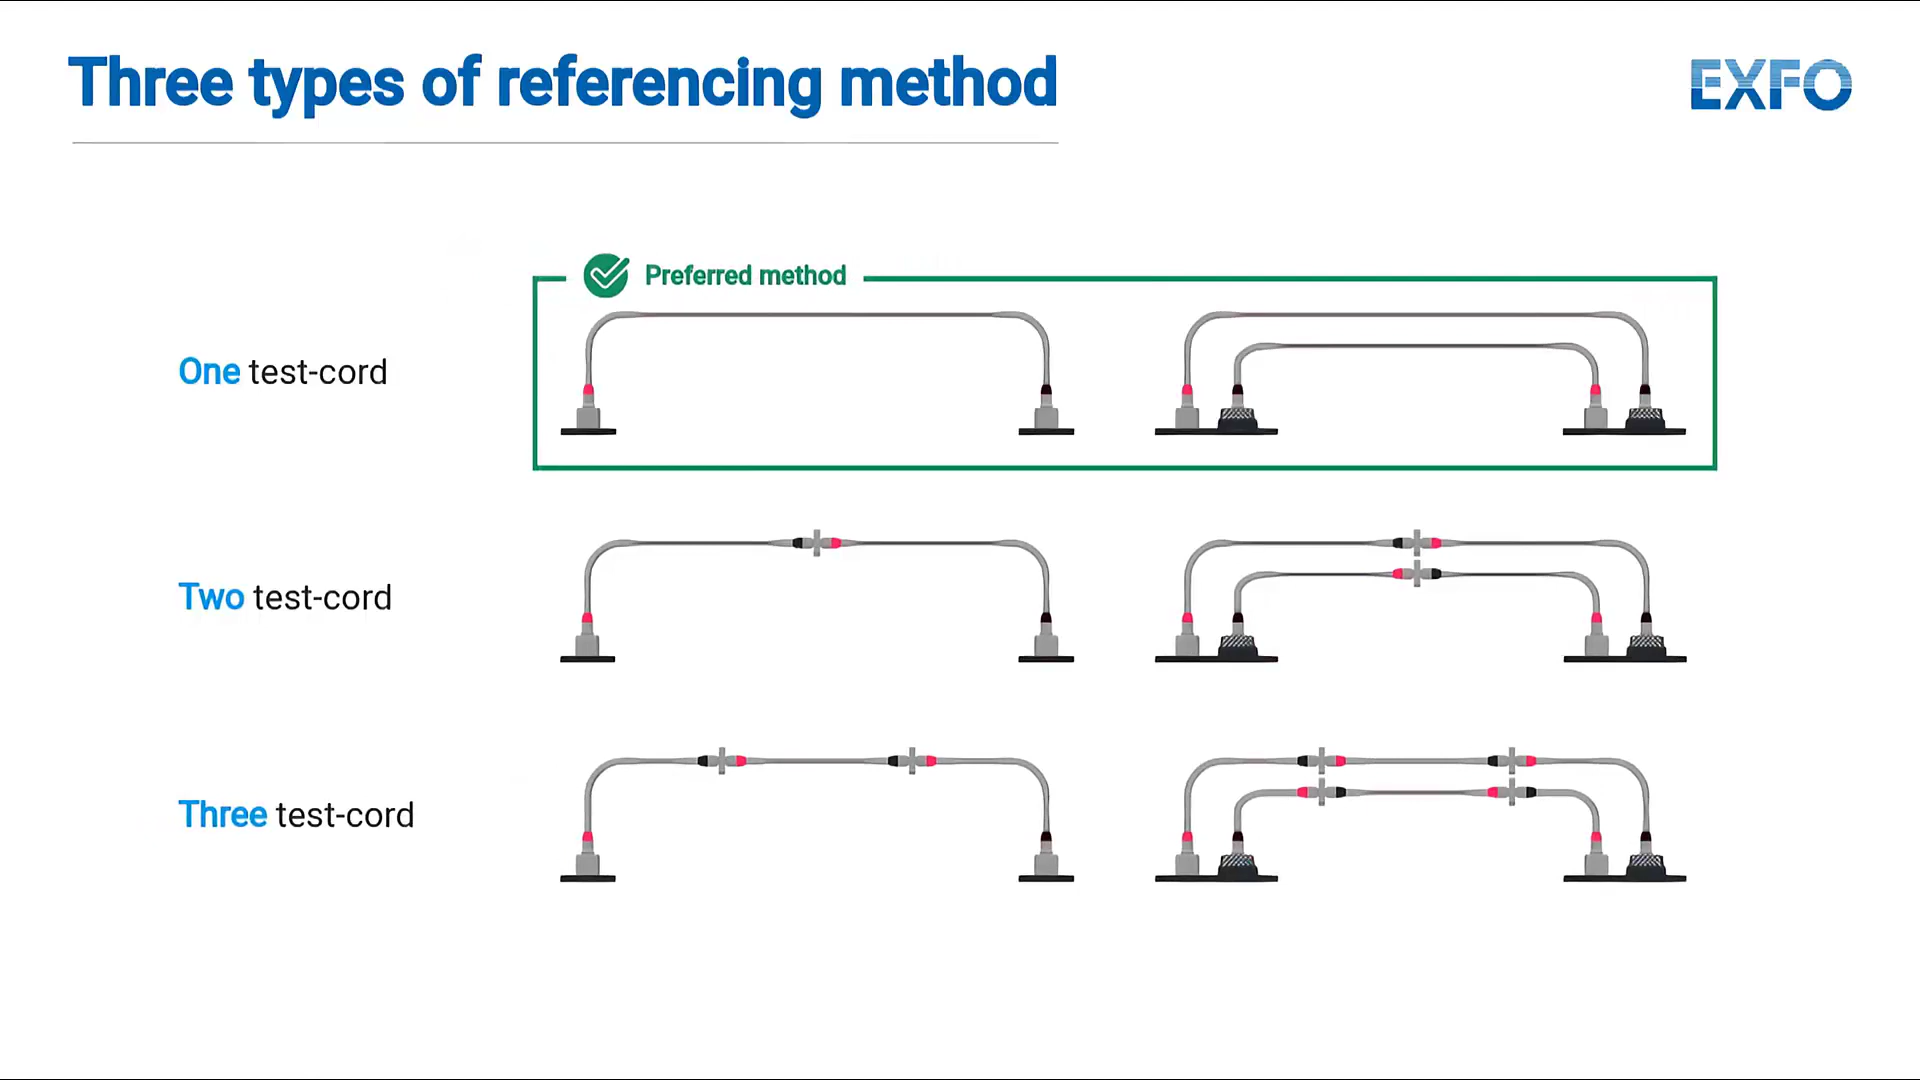 Three types of referencing method
EXFO
Preferred method
One test-cord
Two test-cord
Three test-cord